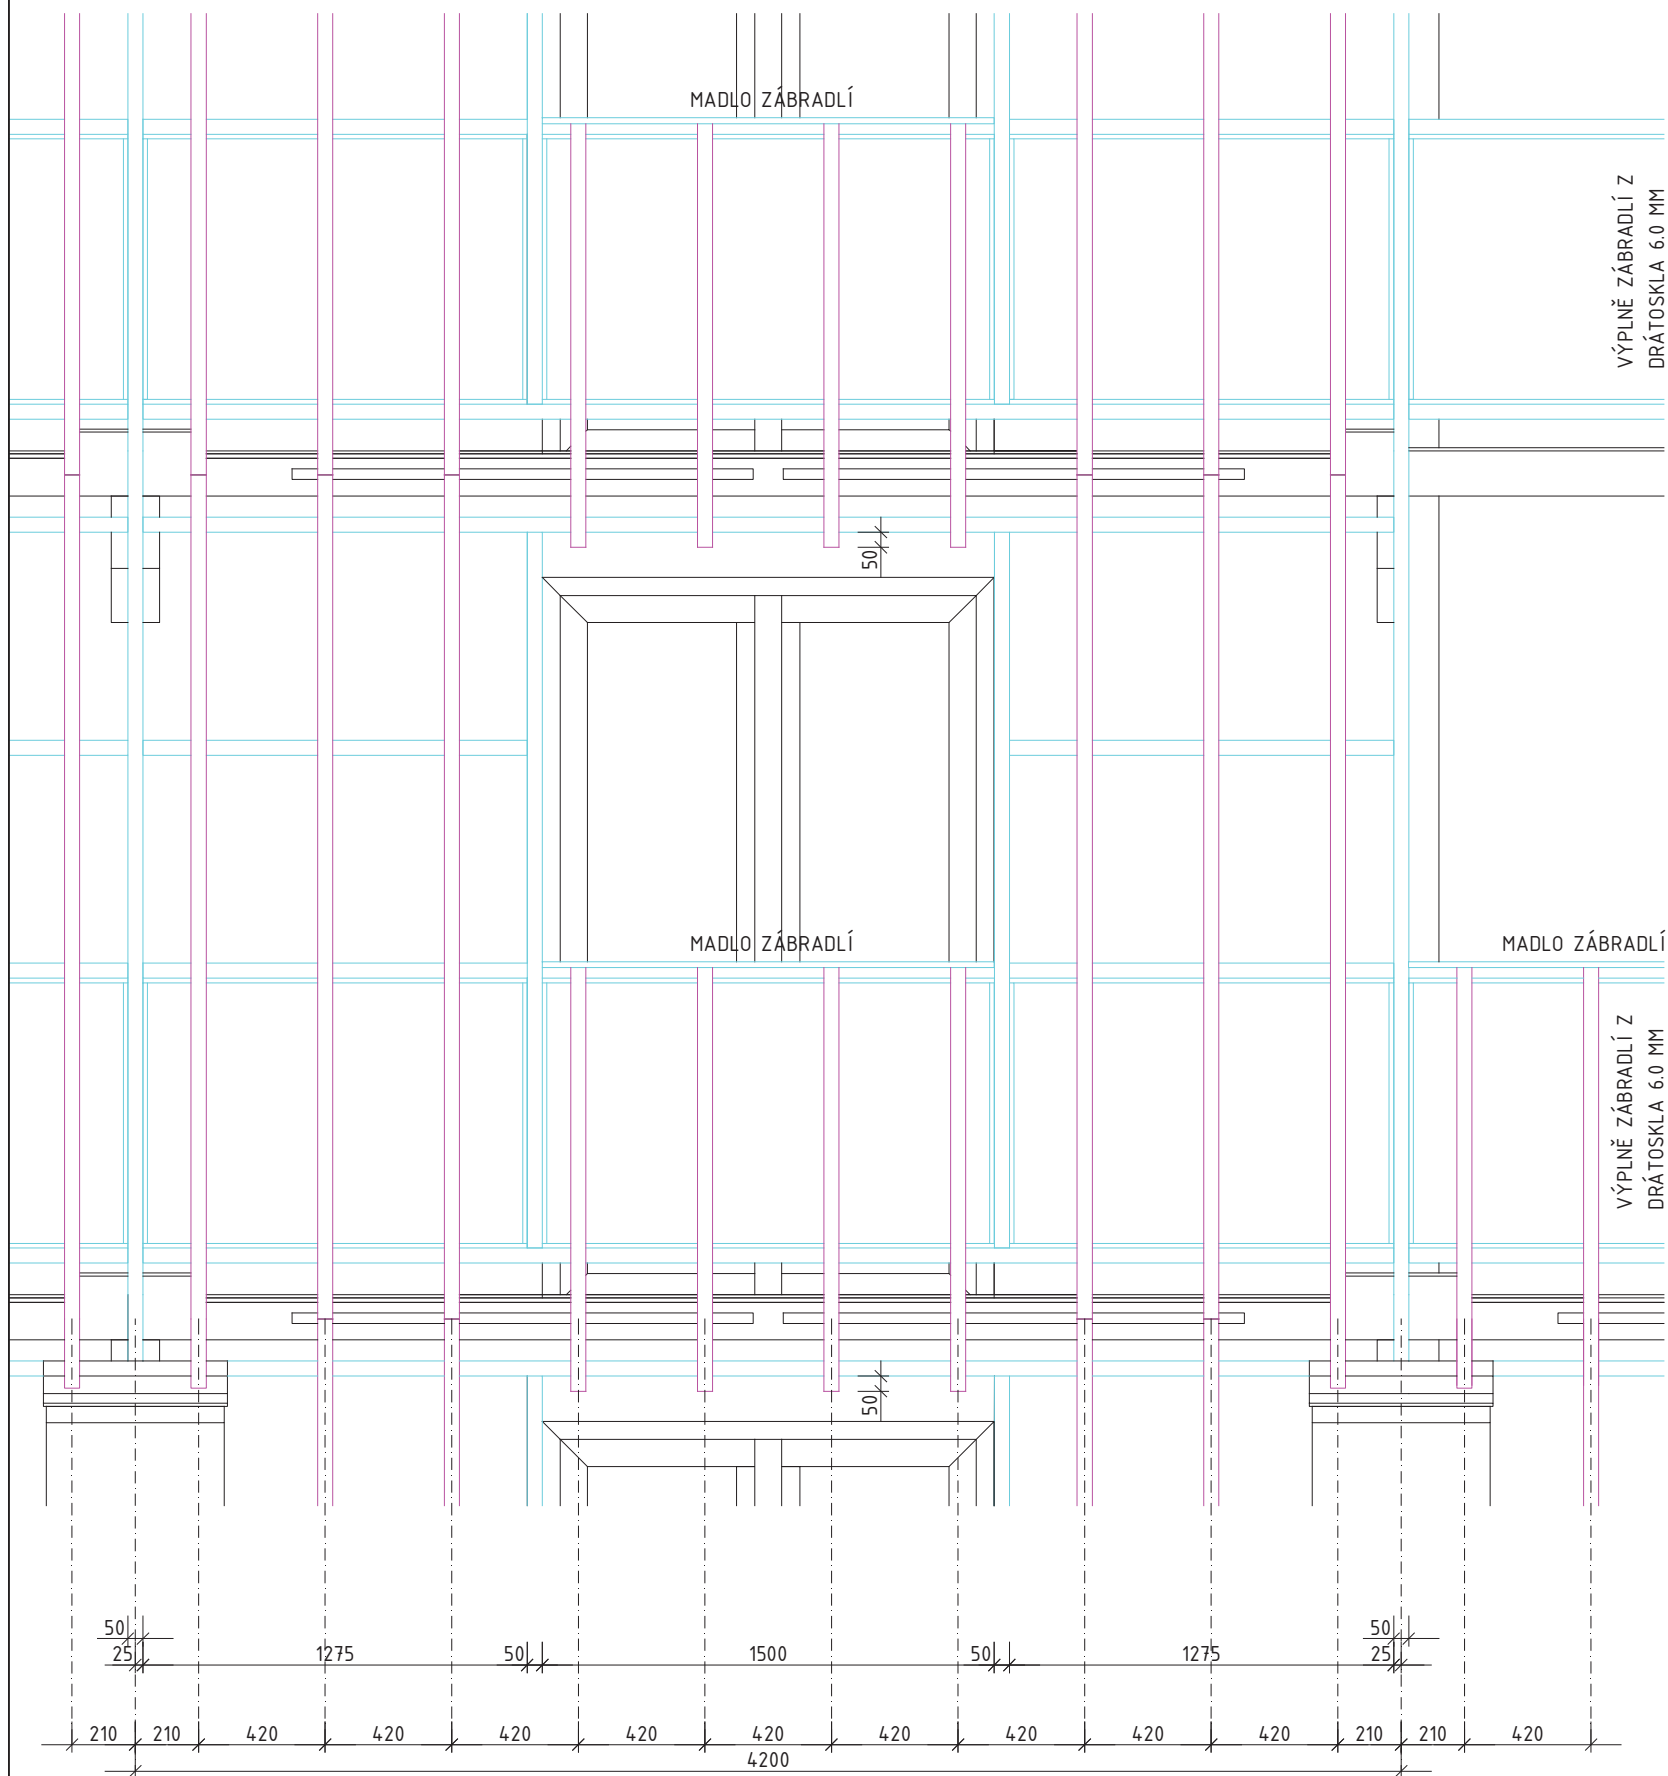 MADLO ZÁBRADLÍ
VÝPLNĚ ZÁBRADLÍ Z
DRÁTOSKLA 6.0 MM
50
MADLO ZÁBRADLÍ
MADLO ZÁBRADLÍ
VÝPLNĚ ZÁBRADLÍ Z
DRÁTOSKLA 6.0 MM
50
50 50
25 1275 50 1500 50 1275 25
210 210 420 420 420 420 420 420 420 420 420 210 210 420
4200